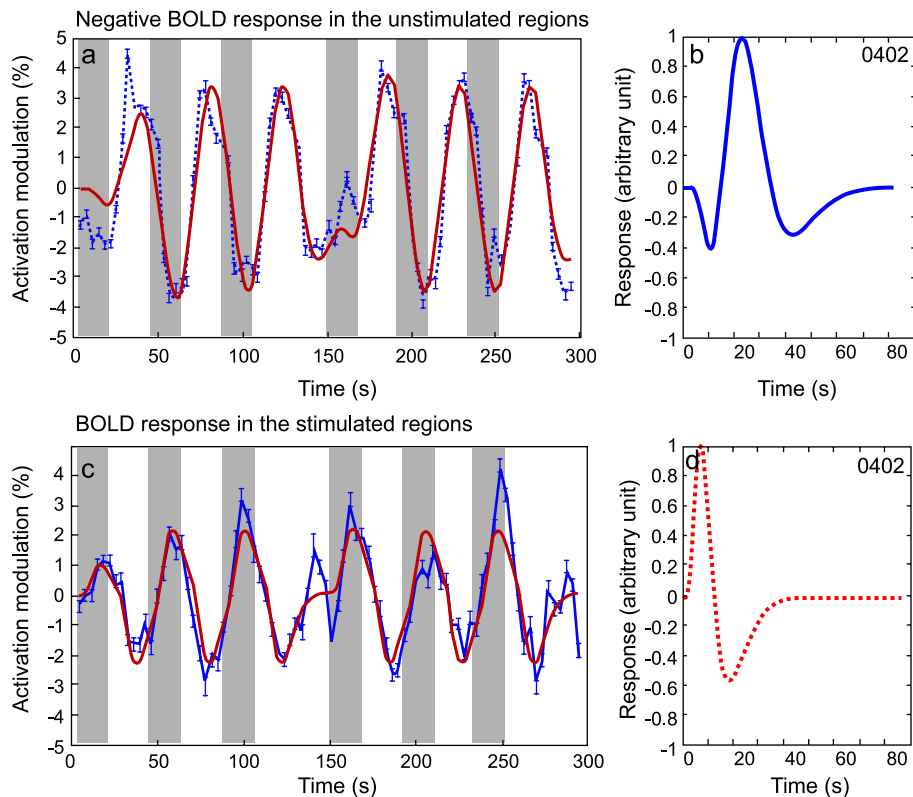 Negative BOLD response in the unstimulated regions
a
Activation modulation (%)
5
4
3
2
1
0
-1
-2
-3
-4
-5
0 50 100 150 200 250 300
Time (s)
b
0402
Response (arbitrary unit)
1
0.8
0.6
0.4
0.2
0
-0.2
-0.4
-0.6
-0.8
-1
0 20 40 60 80
Time (s)
BOLD response in the stimulated regions
c
Activation modulation (%)
5
4
3
2
1
0
-1
-2
-3
-4
-5
0 50 100 150 200 250 300
Time (s)
d
0402
Response (arbitrary unit)
1
0.8
0.6
0.4
0.2
0
-0.2
-0.4
-0.6
-0.8
-1
0 20 40 60 80
Time (s)